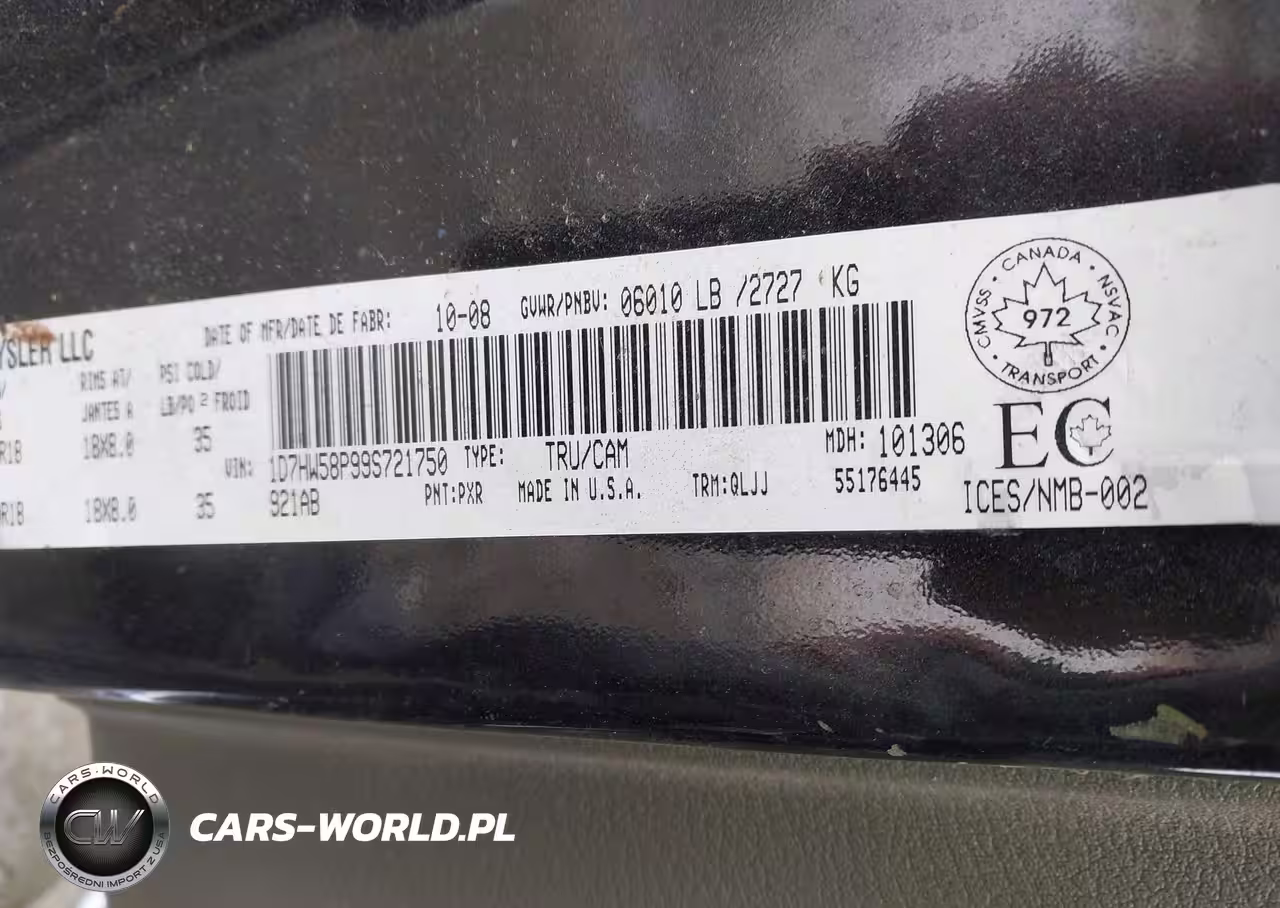 DATE OF MFR/DATE DE FABR: 10-08 GVWR/PNBV: 06010 LB /2727 KG
YSLER LLC
RIMS AT/ PSI COLD/
JANTES A LB/PO² FROID
R18 18X8.0 35
VIN: 1D7HW58P99S721750 TYPE: TRU/CAM MDH: 101306
R18 18X8.0 35 921AB PNT:PXR MADE IN U.S.A. TRM:QLJJ 55176445
CANADA
CMVSS 972 NSVAC
TRANSPORT
EC
ICES/NMB-002
CARS-WORLD
CW
BEZPOŚREDNI IMPORT Z USA
CARS-WORLD.PL